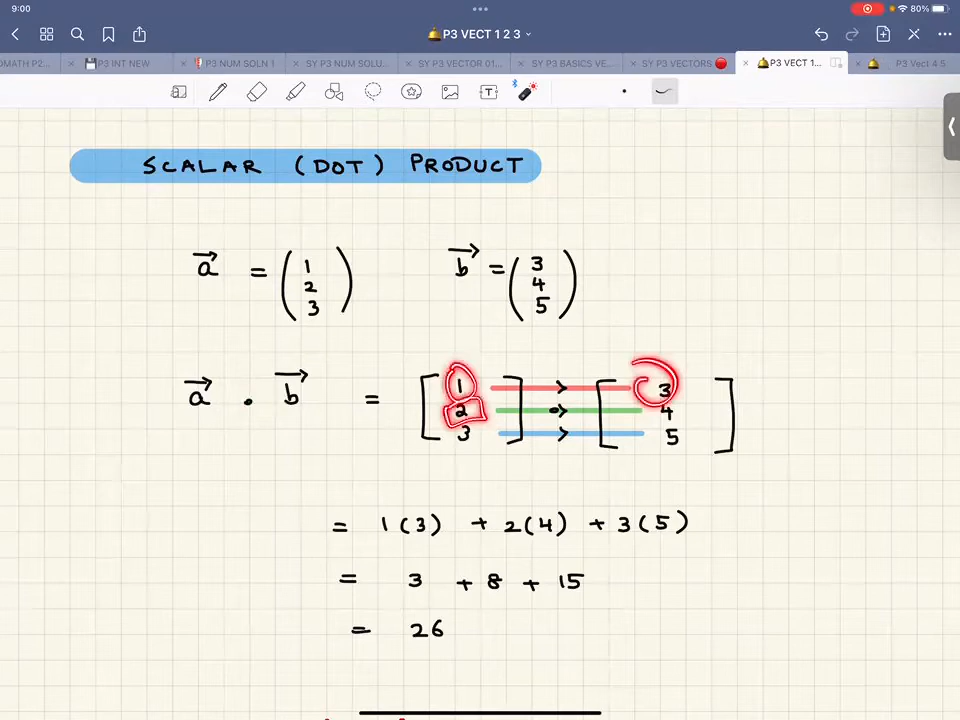 9:00 80%
P3 VECT 1 2 3
OMATH P2... P3 INT NEW P3 NUM SOLN 1 SY P3 NUM SOLU... SY P3 VECTOR 01... SY P3 BASICS VE... SY P3 VECTORS P3 VECT 1... P3 Vect 4 5
T
SCALAR (DOT) PRODUCT
a = ( 1 2 3 ) b = ( 3 4 5 )
a . b = [ 1 2 3 ] . [ 3 4 5 ]
= 1(3) + 2(4) + 3(5)
= 3 + 8 + 15
= 26